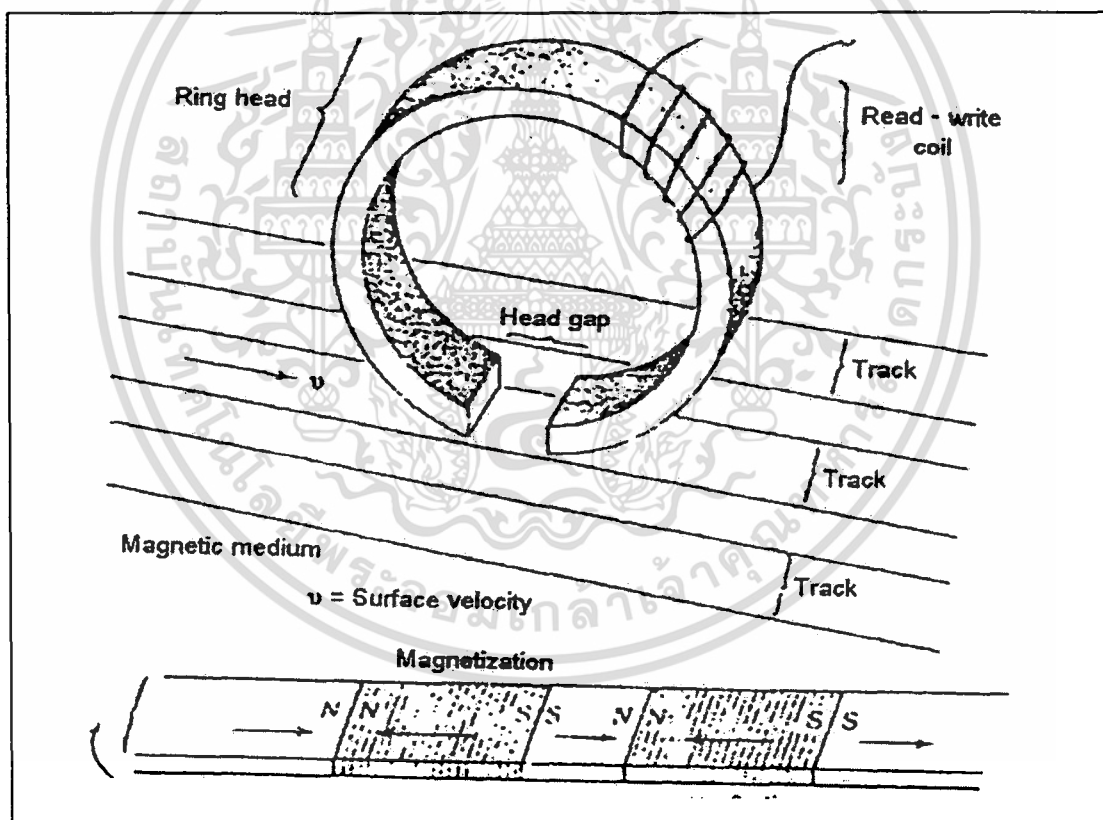 Ring head
Read - write
coil
Head gap
υ
Track
Track
Magnetic medium
Track
υ = Surface velocity
Magnetization
N N S S N N S S